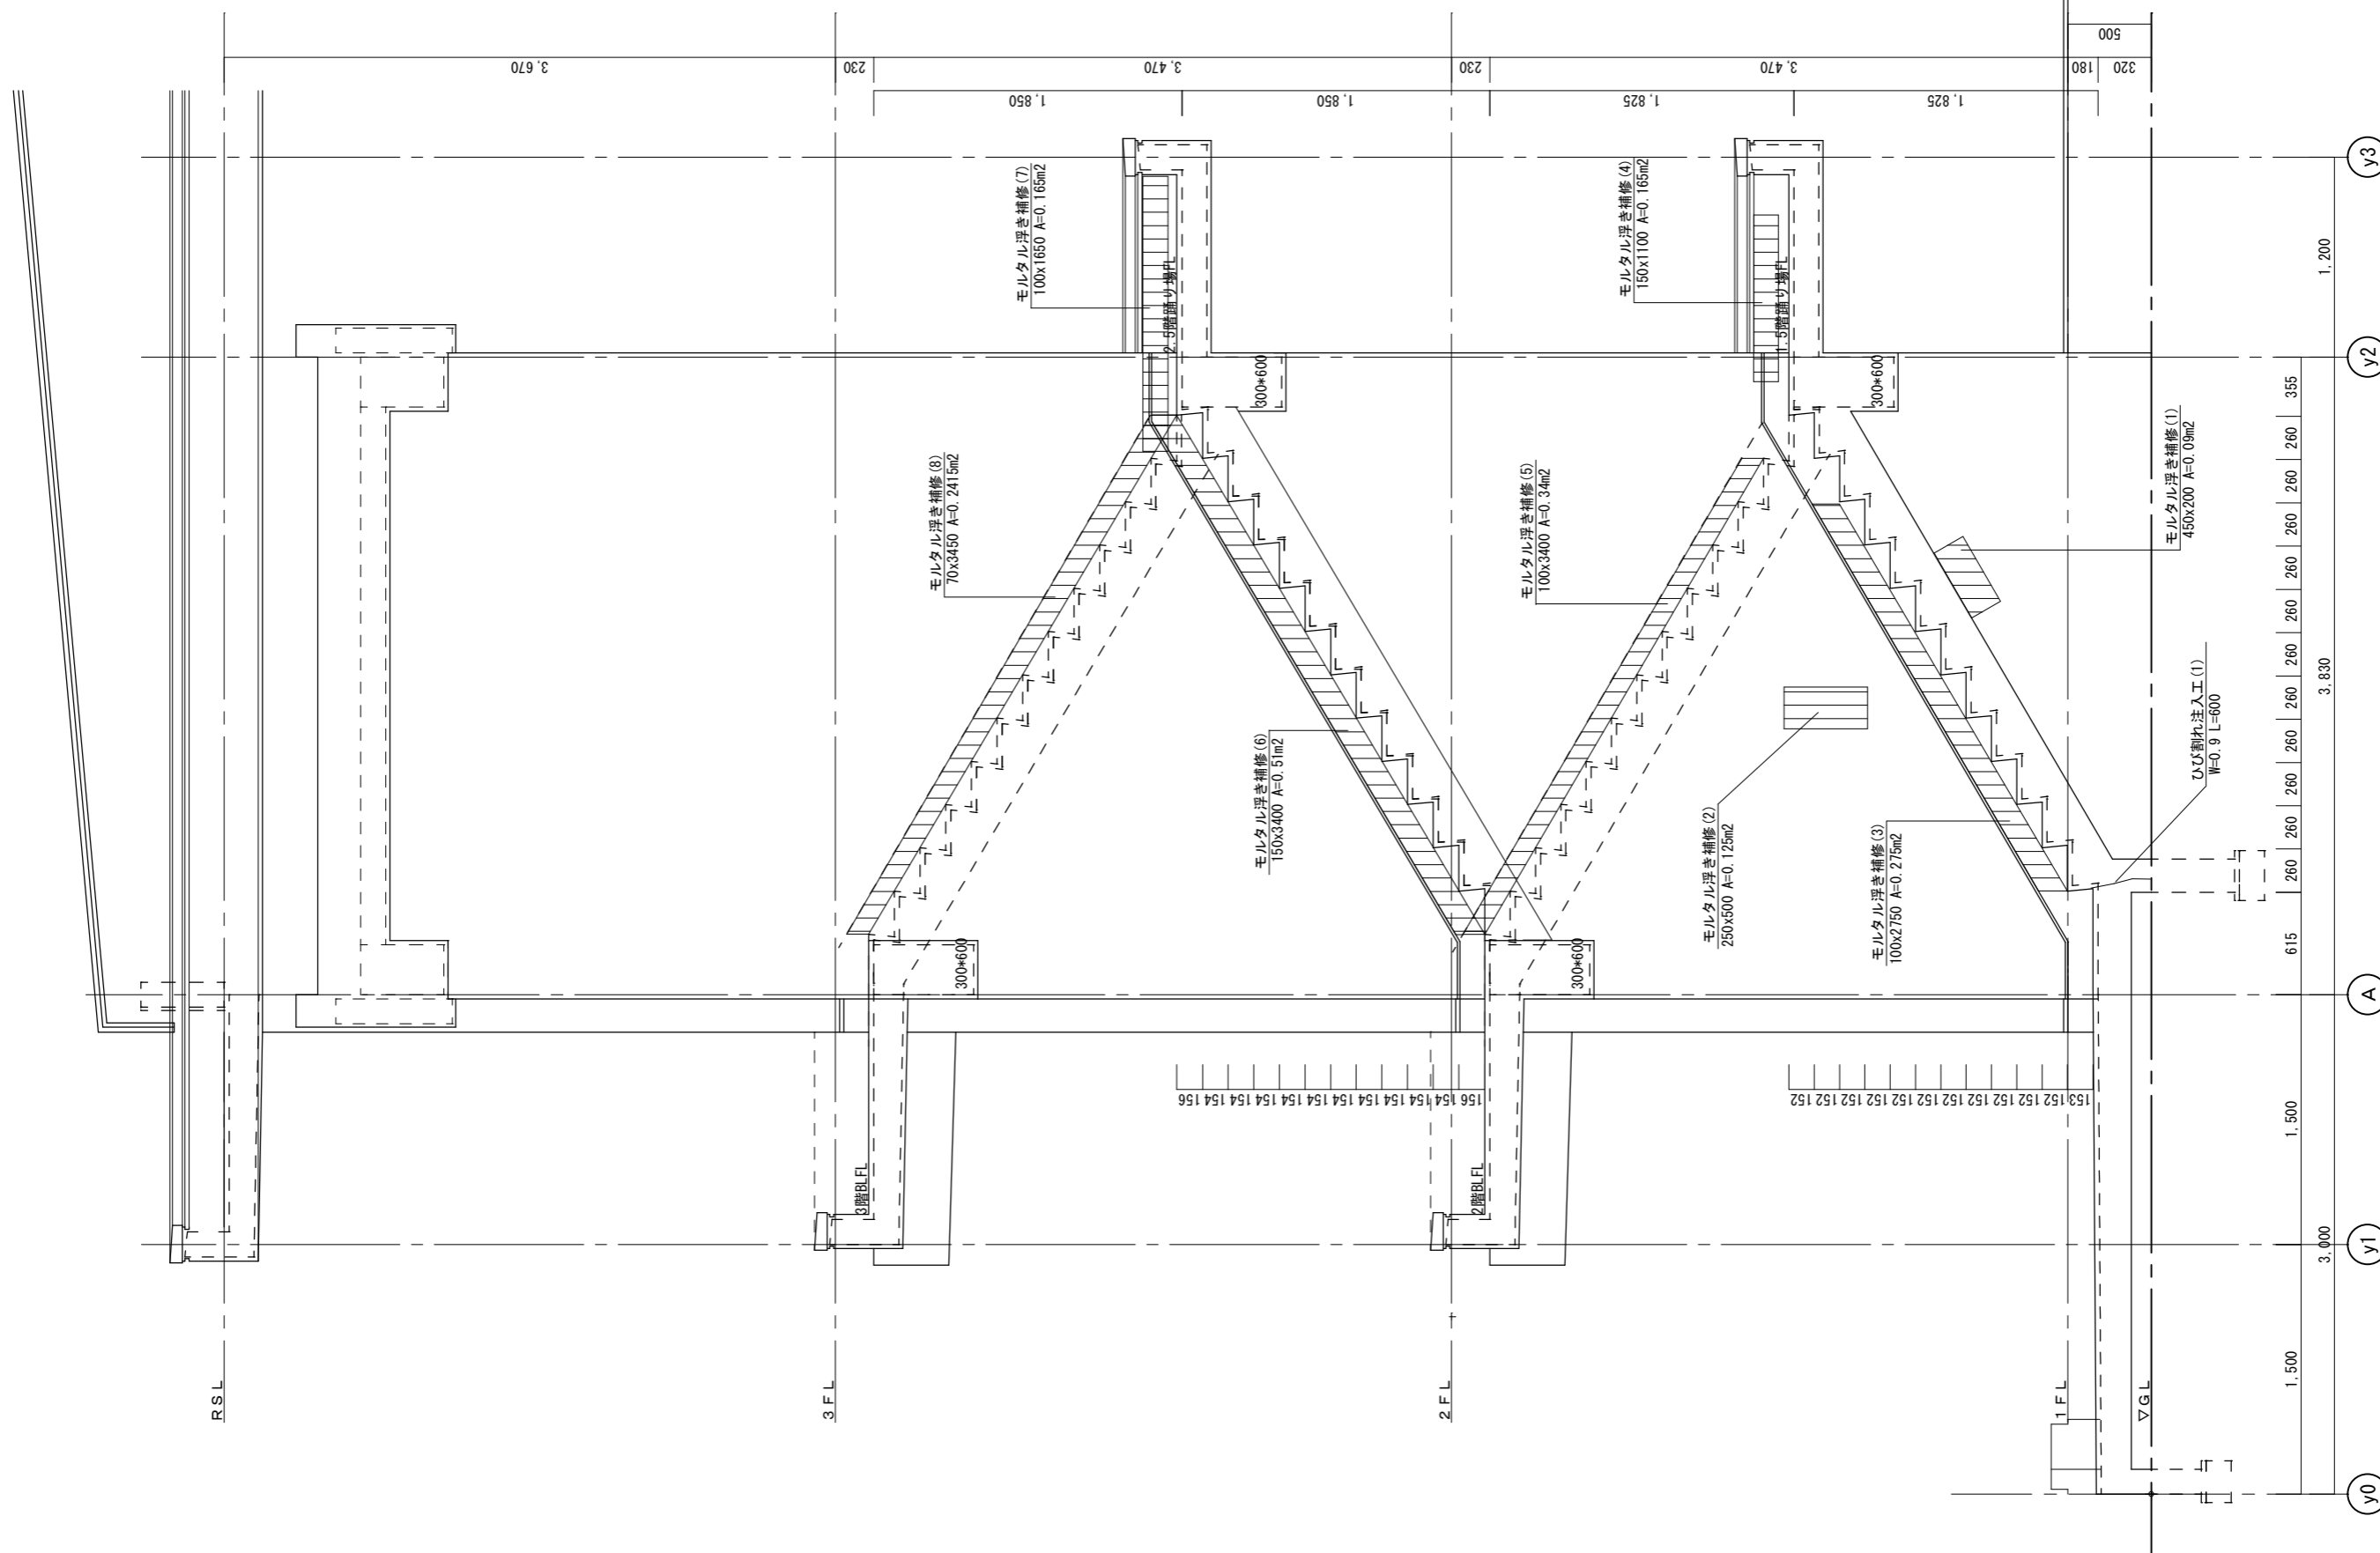 3,670
230
3,470
230
3,470
180
320
500
1,850
1,850
1,825
1,825
モルタル浮き補修(7)
100x1650 A=0.165m2
モルタル浮き補修(4)
150x1100 A=0.165m2
2.5階踊り場FL
1.5階踊り場FL
300*600
300*600
モルタル浮き補修(8)
70x3450 A=0.2415m2
モルタル浮き補修(5)
100x3400 A=0.34m2
モルタル浮き補修(1)
450x200 A=0.09m2
モルタル浮き補修(6)
150x3400 A=0.51m2
モルタル浮き補修(2)
250x500 A=0.125m2
モルタル浮き補修(3)
100x2750 A=0.275m2
ひび割れ注入工(1)
W=0.9 L=600
300*600
300*600
156 154 154 154 154 154 154 154 154 154 154 156
152 152 152 152 152 152 152 152 152 152 152 153
3階BLFL
2階BLFL
RSL
3FL
2FL
1FL
▽GL
1,500
1,500
615
260
260
260
260
260
260
260
260
260
260
260
355
3,000
3,830
1,200
y0
y1
A
y2
y3